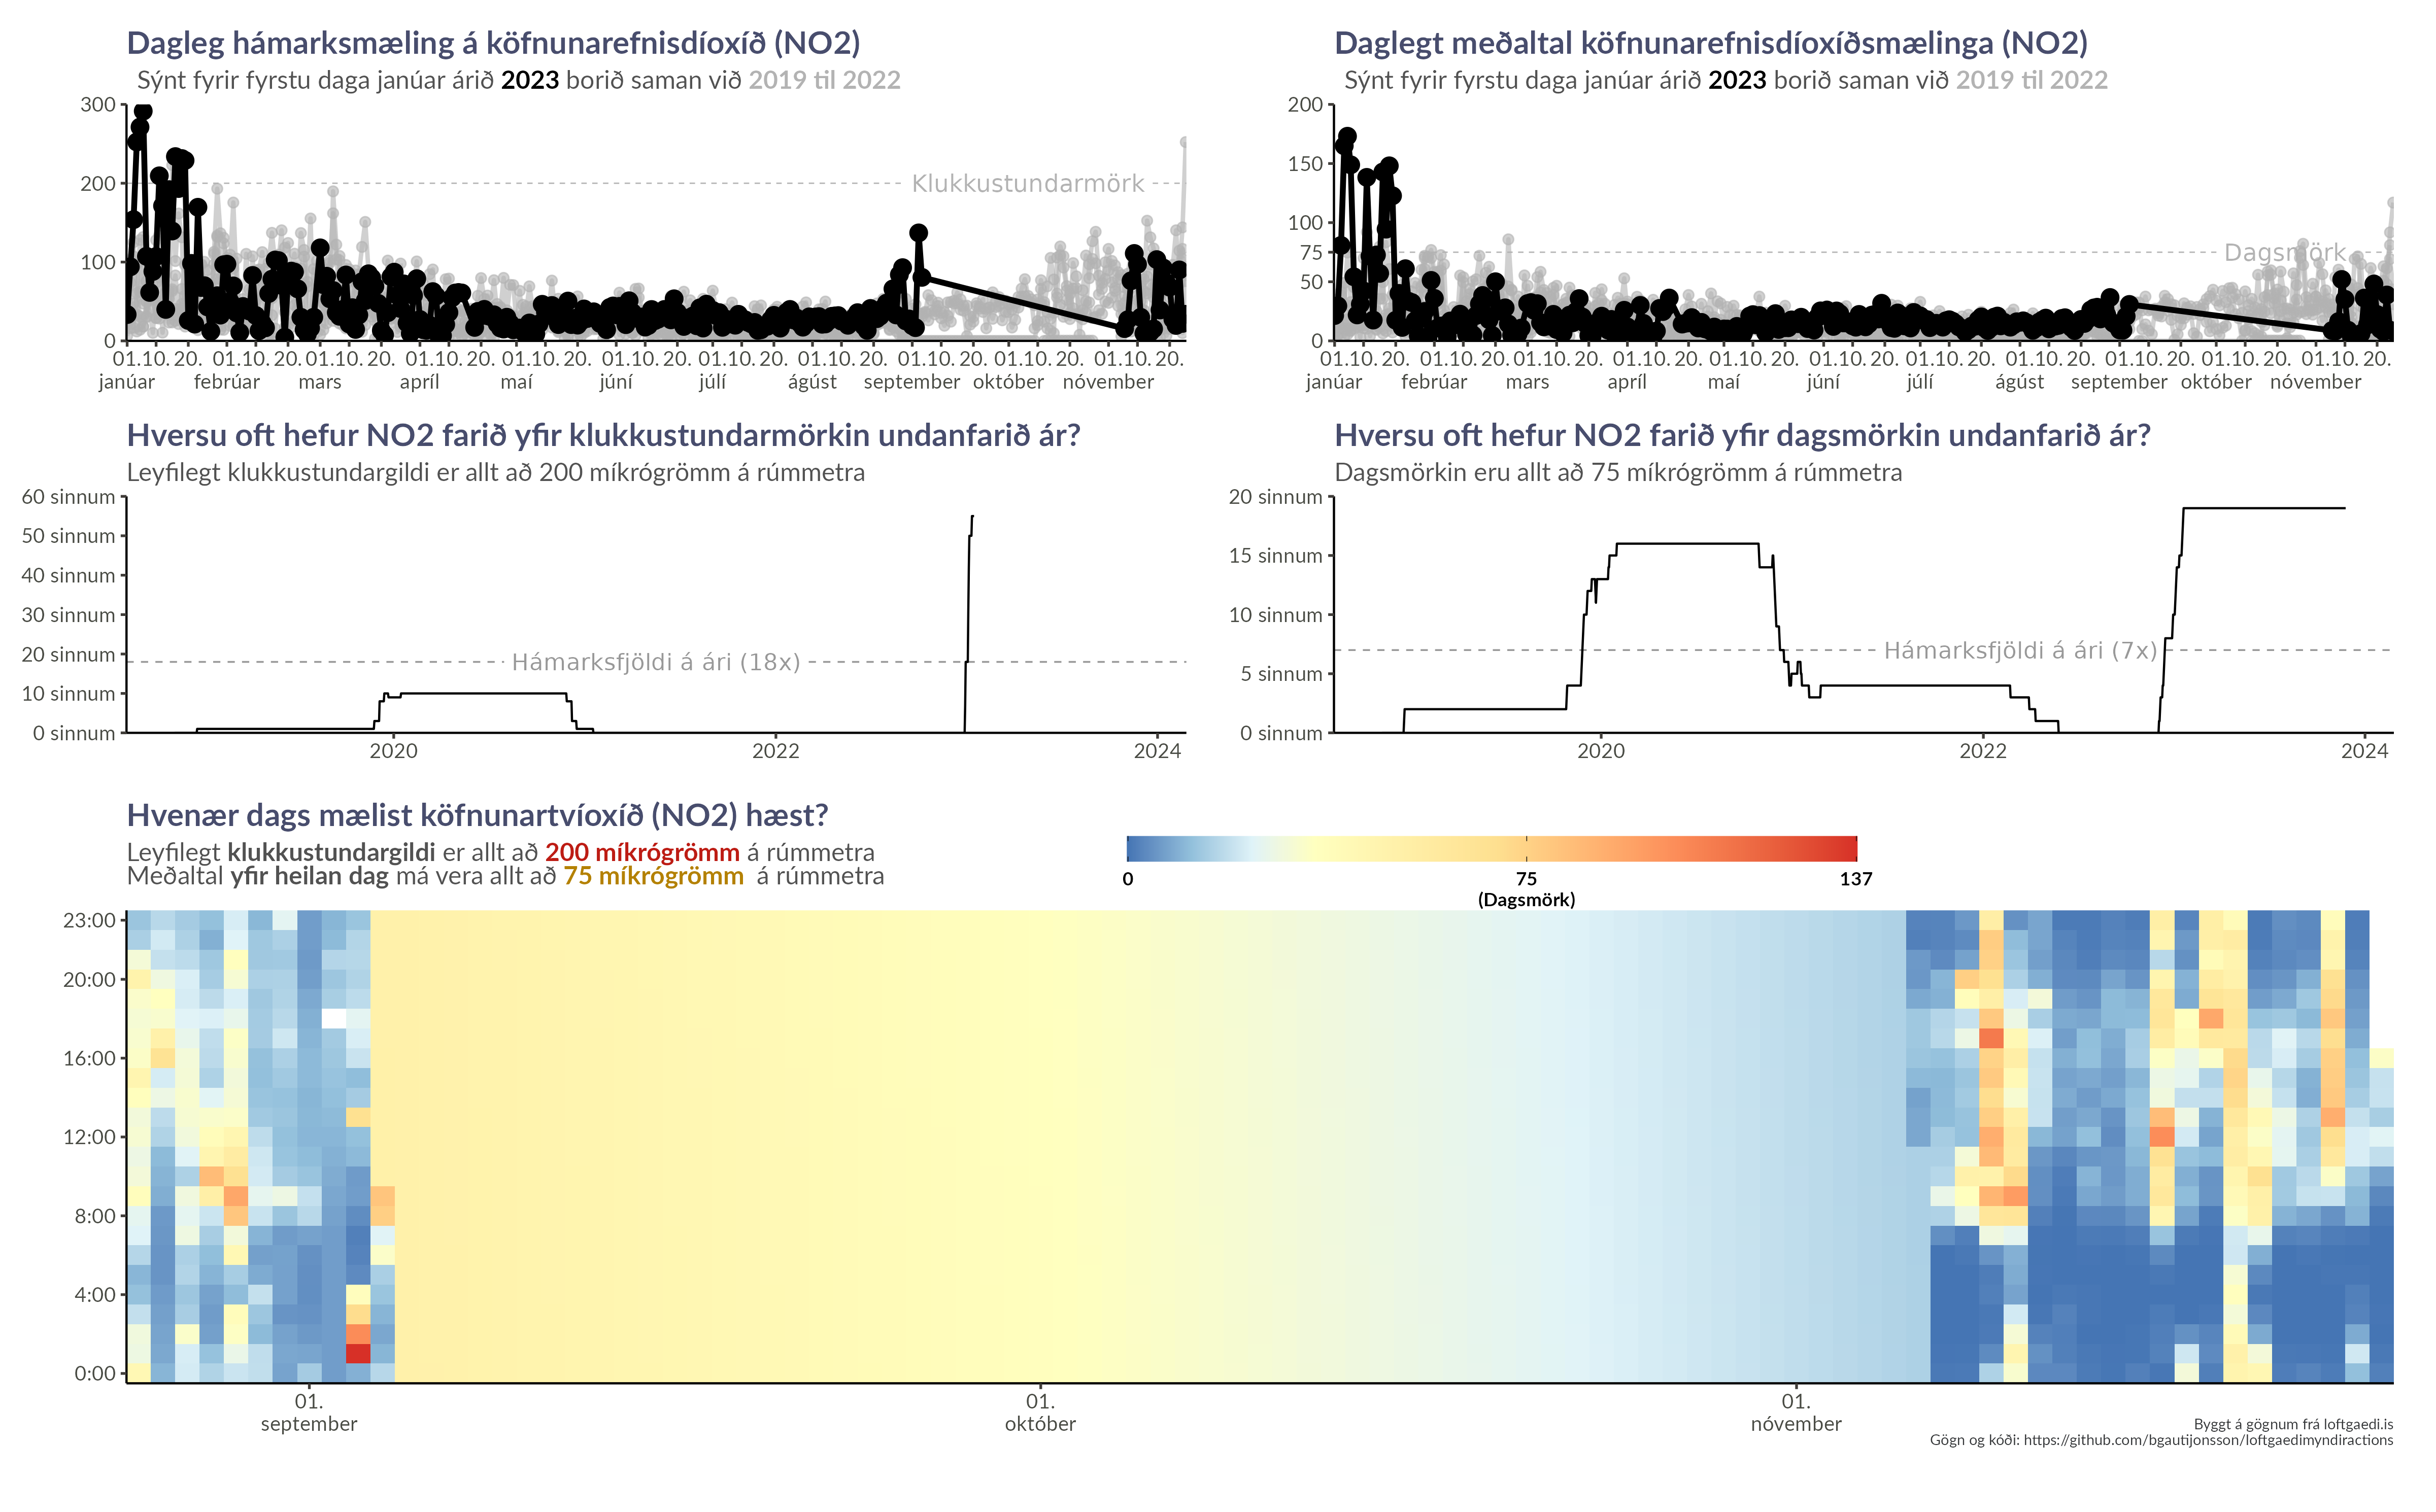 Dagleg hámarksmæling á köfnunarefnisdíoxíð (NO2)
Sýnt fyrir fyrstu daga janúar árið 2023 borið saman við 2019 til 2022
300
200
100
0
Klukkustundarmörk
01. 10. 20. 01. 10. 20. 01. 10. 20. 01. 10. 20. 01. 10. 20. 01. 10. 20. 01. 10. 20. 01. 10. 20. 01. 10. 20. 01. 10. 20. 01. 10. 20.
janúar febrúar mars apríl maí júní júlí ágúst september október nóvember
Daglegt meðaltal köfnunarefnisdíoxíðsmælinga (NO2)
Sýnt fyrir fyrstu daga janúar árið 2023 borið saman við 2019 til 2022
200
150
100
75
50
0
Dagsmörk
01. 10. 20. 01. 10. 20. 01. 10. 20. 01. 10. 20. 01. 10. 20. 01. 10. 20. 01. 10. 20. 01. 10. 20. 01. 10. 20. 01. 10. 20. 01. 10. 20.
janúar febrúar mars apríl maí júní júlí ágúst september október nóvember
Hversu oft hefur NO2 farið yfir klukkustundarmörkin undanfarið ár?
Leyfilegt klukkustundargildi er allt að 200 míkrógrömm á rúmmetra
60 sinnum
50 sinnum
40 sinnum
30 sinnum
20 sinnum
10 sinnum
0 sinnum
Hámarksfjöldi á ári (18x)
2020 2022 2024
Hversu oft hefur NO2 farið yfir dagsmörkin undanfarið ár?
Dagsmörkin eru allt að 75 míkrógrömm á rúmmetra
20 sinnum
15 sinnum
10 sinnum
5 sinnum
0 sinnum
Hámarksfjöldi á ári (7x)
2020 2022 2024
Hvenær dags mælist köfnunartvíoxíð (NO2) hæst?
Leyfilegt klukkustundargildi er allt að 200 míkrógrömm á rúmmetra
Meðaltal yfir heilan dag má vera allt að 75 míkrógrömm á rúmmetra
0 75 137
(Dagsmörk)
23:00
20:00
16:00
12:00
8:00
4:00
0:00
01. 01. 01.
september október nóvember
Byggt á gögnum frá loftgaedi.is
Gögn og kóði: https://github.com/bgautijonsson/loftgaedimyndiractions